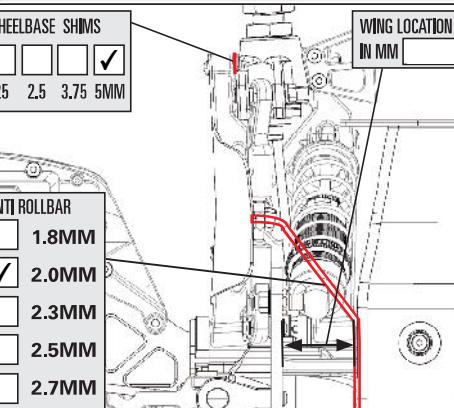 HEELBASE SHIMS
25 2.5 3.75 5MM
WING LOCATION
IN MM
NTI ROLLBAR
1.8MM
2.0MM
2.3MM
2.5MM
2.7MM